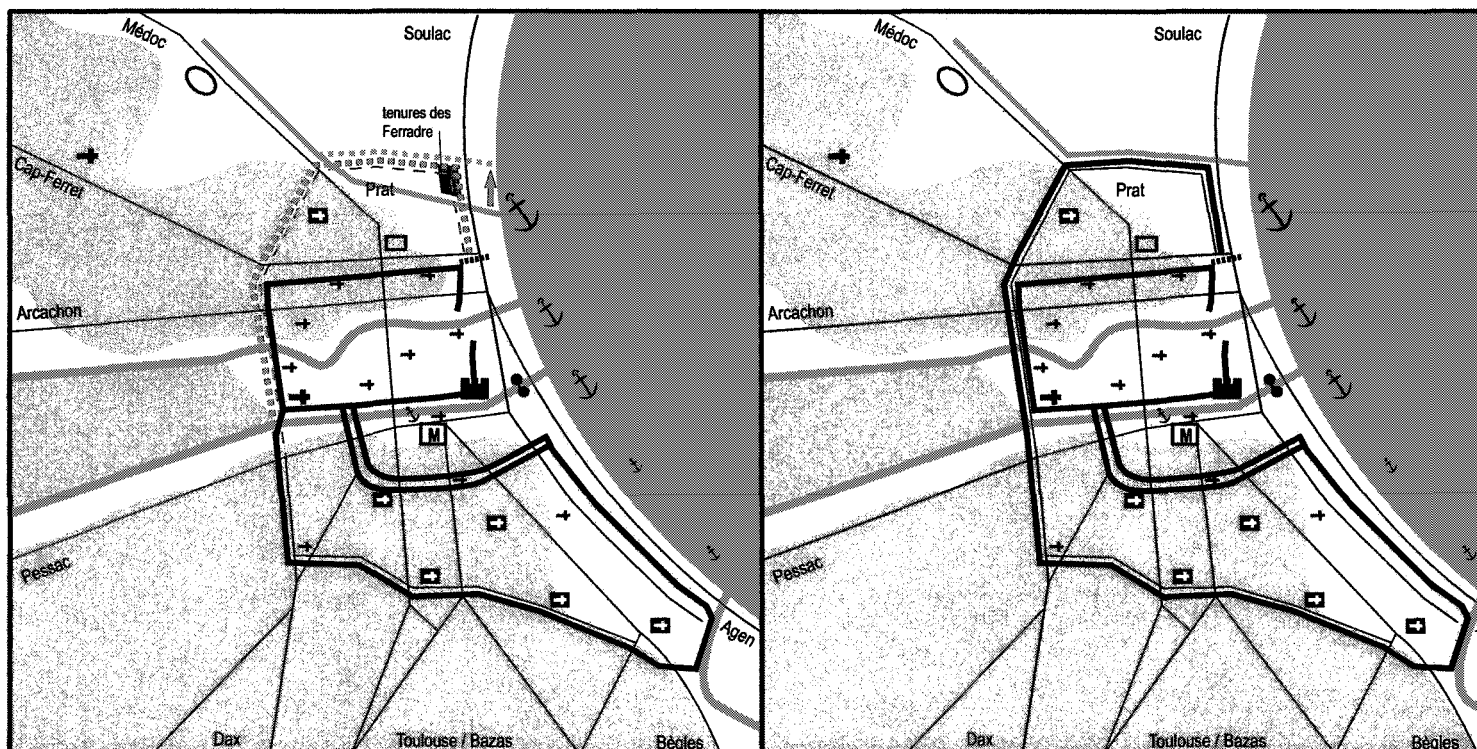 Médoc
Soulac
tenures des
Ferradre
Cap-Ferret
Prat
Arcachon
M
Pessac
Agen
Dax
Toulouse / Bazas
Bègles
Médoc
Soulac
Cap-Ferret
Prat
Arcachon
M
Pessac
Agen
Dax
Toulouse / Bazas
Bègles